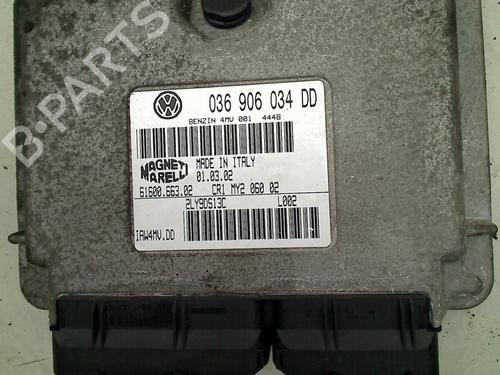 B-PARTS
036 906 034 DD
BENZIN 4MV 001 4448
MAGNETI MARELLI
MADE IN ITALY
01.03.02
61600.663.02 CR1 MY2 060 02
2LY9DS13C L002
IAW4MV.DD